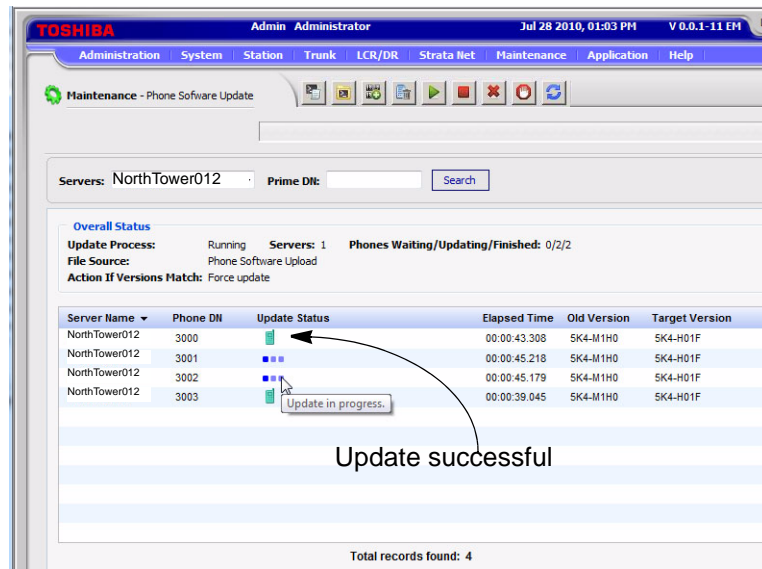 TOSHIBA Admin Administrator Jul 28 2010, 01:03 PM V 0.0.1-11 EM
Administration System Station Trunk LCR/DR Strata Net Maintenance Application Help
Maintenance - Phone Sofware Update
Servers: NorthTower012 Prime DN: Search
Overall Status
Update Process: Running Servers: 1 Phones Waiting/Updating/Finished: 0/2/2
File Source: Phone Software Upload
Action If Versions Match: Force update
Server Name Phone DN Update Status Elapsed Time Old Version Target Version
NorthTower012 3000 00:00:43.308 5K4-M1H0 5K4-H01F
NorthTower012 3001 00:00:45.218 5K4-M1H0 5K4-H01F
NorthTower012 3002 00:00:45.179 5K4-M1H0 5K4-H01F
NorthTower012 3003 00:00:39.045 5K4-M1H0 5K4-H01F
Update in progress.
Update successful
Total records found: 4